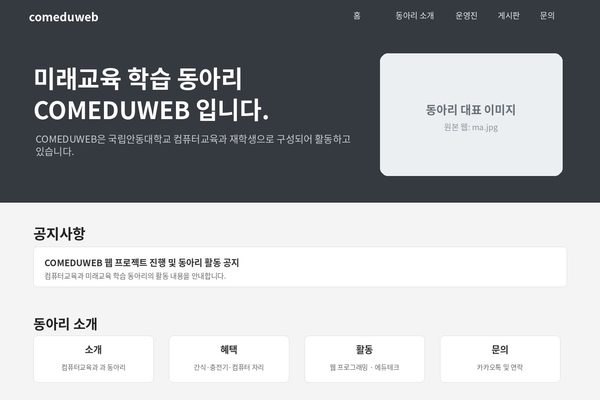 comeduweb
홈 동아리 소개 운영진 게시판 문의
미래교육 학습 동아리
COMEDUWEB 입니다.
COMEDUWEB은 국립안동대학교 컴퓨터교육과 재학생으로 구성되어 활동하고
있습니다.
동아리 대표 이미지
원본 웹: ma.jpg
공지사항
COMEDUWEB 웹 프로젝트 진행 및 동아리 활동 공지
컴퓨터교육과 미래교육 학습 동아리의 활동 내용을 안내합니다.
동아리 소개
소개
컴퓨터교육과 과 동아리
혜택
간식·충전기·컴퓨터 자리
활동
웹 프로그래밍 · 에듀테크
문의
카카오톡 및 연락